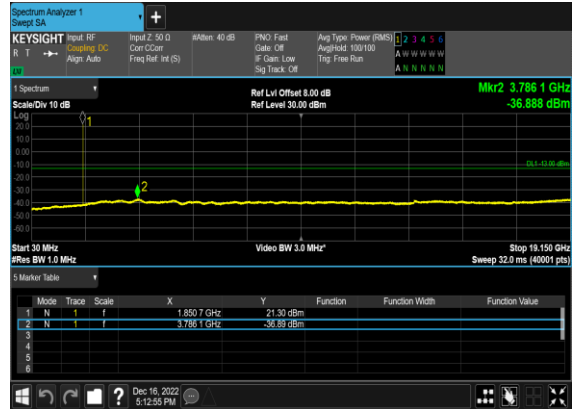 Spectrum Analyzer 1
Swept SA
+
KEYSIGHT Input: RF Input Z: 50 Ω #Atten: 40 dB PNO: Fast Avg Type: Power (RMS) 1 2 3 4 5 6
R T Coupling: DC Corr CCorr Gate: Off Avg|Hold: 100/100 A W W W W W
Align: Auto Freq Ref: Int (S) IF Gain: Low Trig: Free Run
Sig Track: Off A N N N N N
1 Spectrum Ref Lvl Offset 8.00 dB Mkr2 3.786 1 GHz
Scale/Div 10 dB Ref Level 30.00 dBm -36.888 dBm
Log
1
20.0
10.0
0.00
-10.0
DL1 -13.00 dBm
-20.0
2
-30.0
-40.0
-50.0
-60.0
Start 30 MHz Video BW 3.0 MHz* Stop 19.150 GHz
#Res BW 1.0 MHz Sweep 32.0 ms (40001 pts)
5 Marker Table
Mode Trace Scale X Y Function Function Width Function Value
1 N 1 f 1.850 7 GHz 21.30 dBm
2 N 1 f 3.786 1 GHz -36.89 dBm
3
4
5
6
? Dec 16, 2022
5:12:55 PM